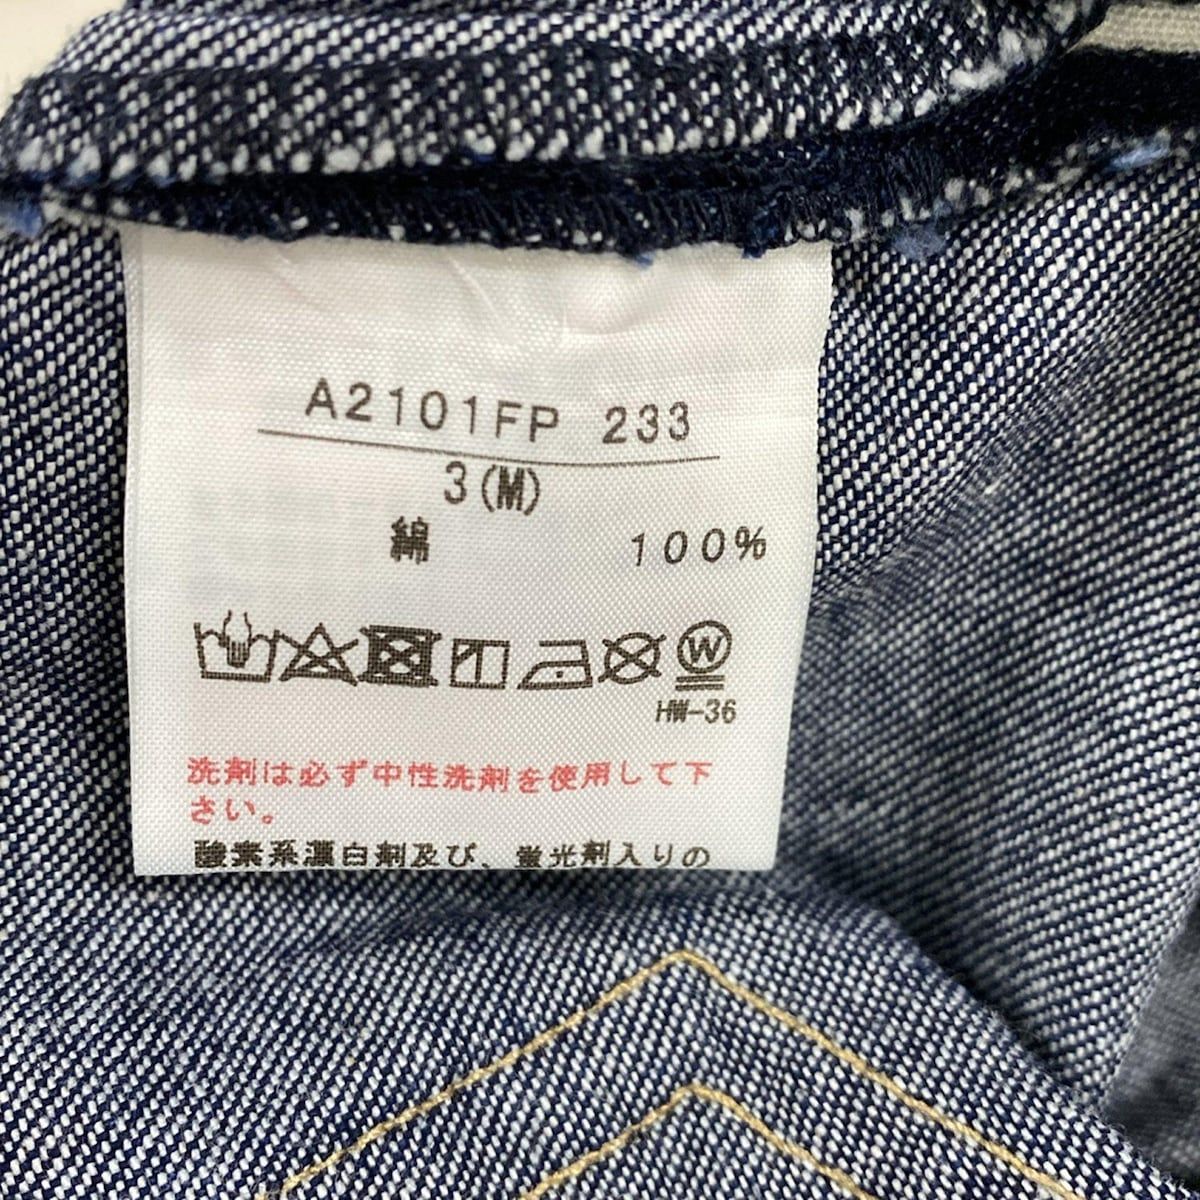 A2101FP 233
3(M)
綿 100%
W
HW-36
洗剤は必ず中性洗剤を使用して下
さい。
酸素系漂白剤及び、蛍光剤入りの